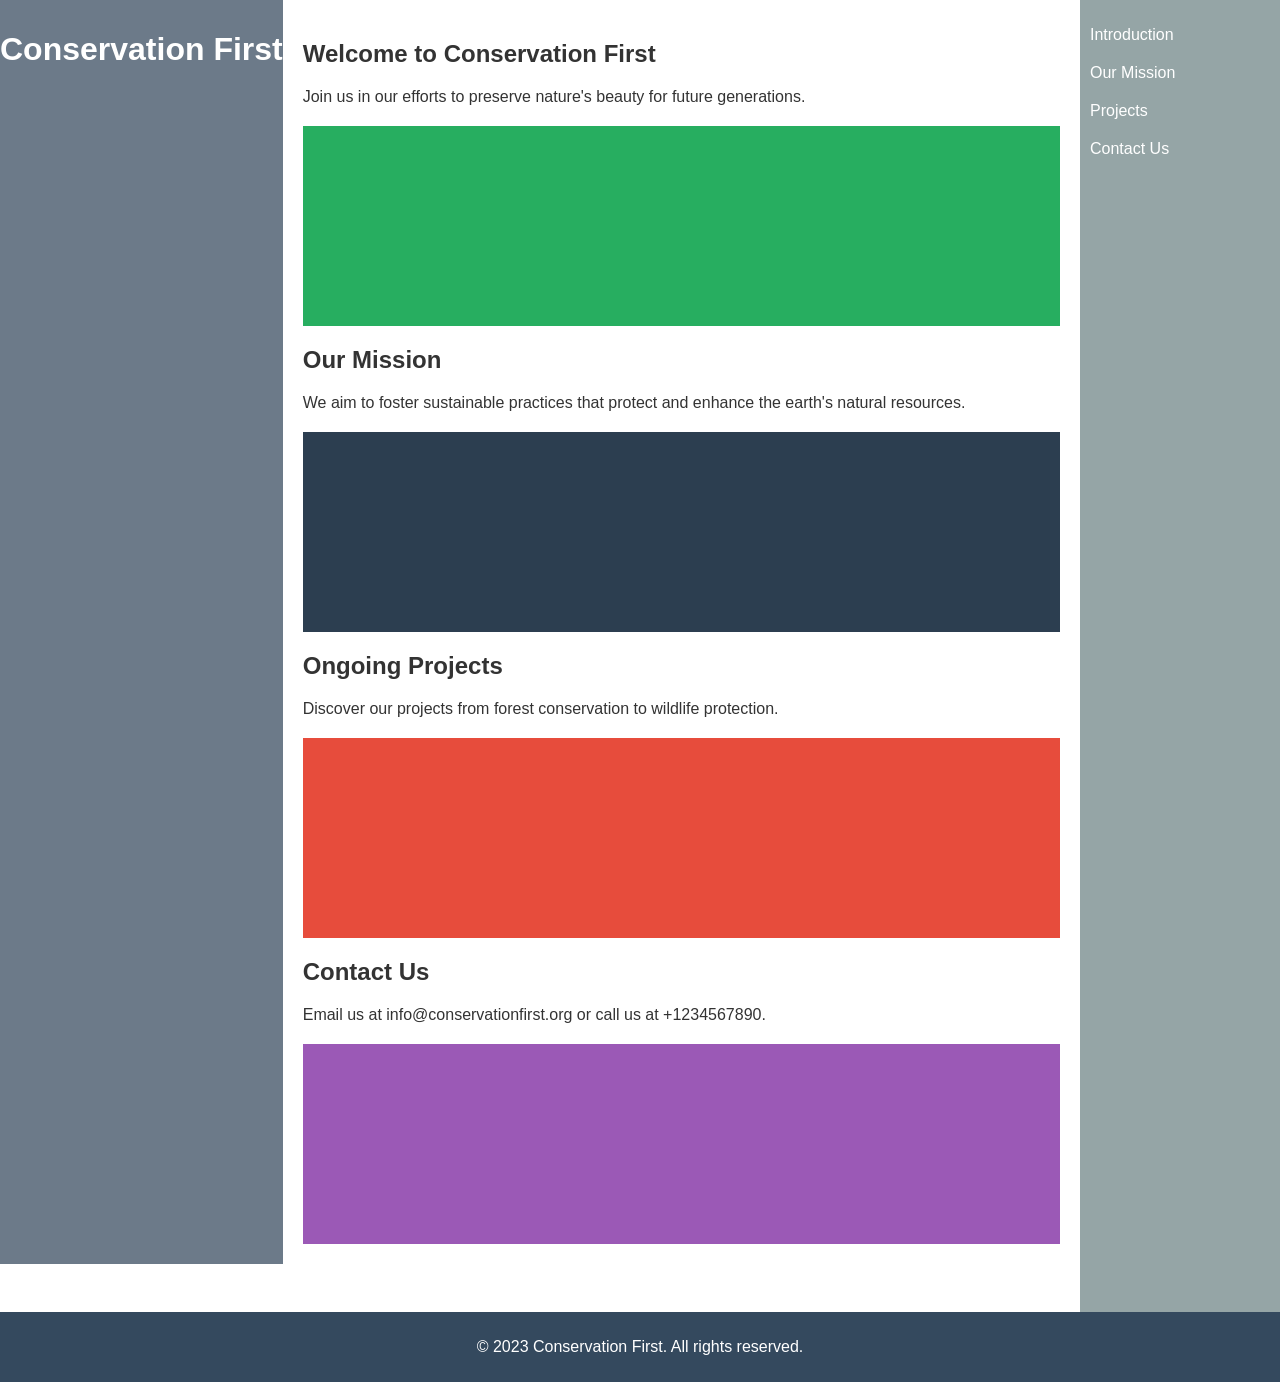 Conservation First
Welcome to Conservation First
Join us in our efforts to preserve nature's beauty for future generations.
Our Mission
We aim to foster sustainable practices that protect and enhance the earth's natural resources.
Ongoing Projects
Discover our projects from forest conservation to wildlife protection.
Contact Us
Email us at info@conservationfirst.org or call us at +1234567890.
Introduction
Our Mission
Projects
Contact Us
© 2023 Conservation First. All rights reserved.